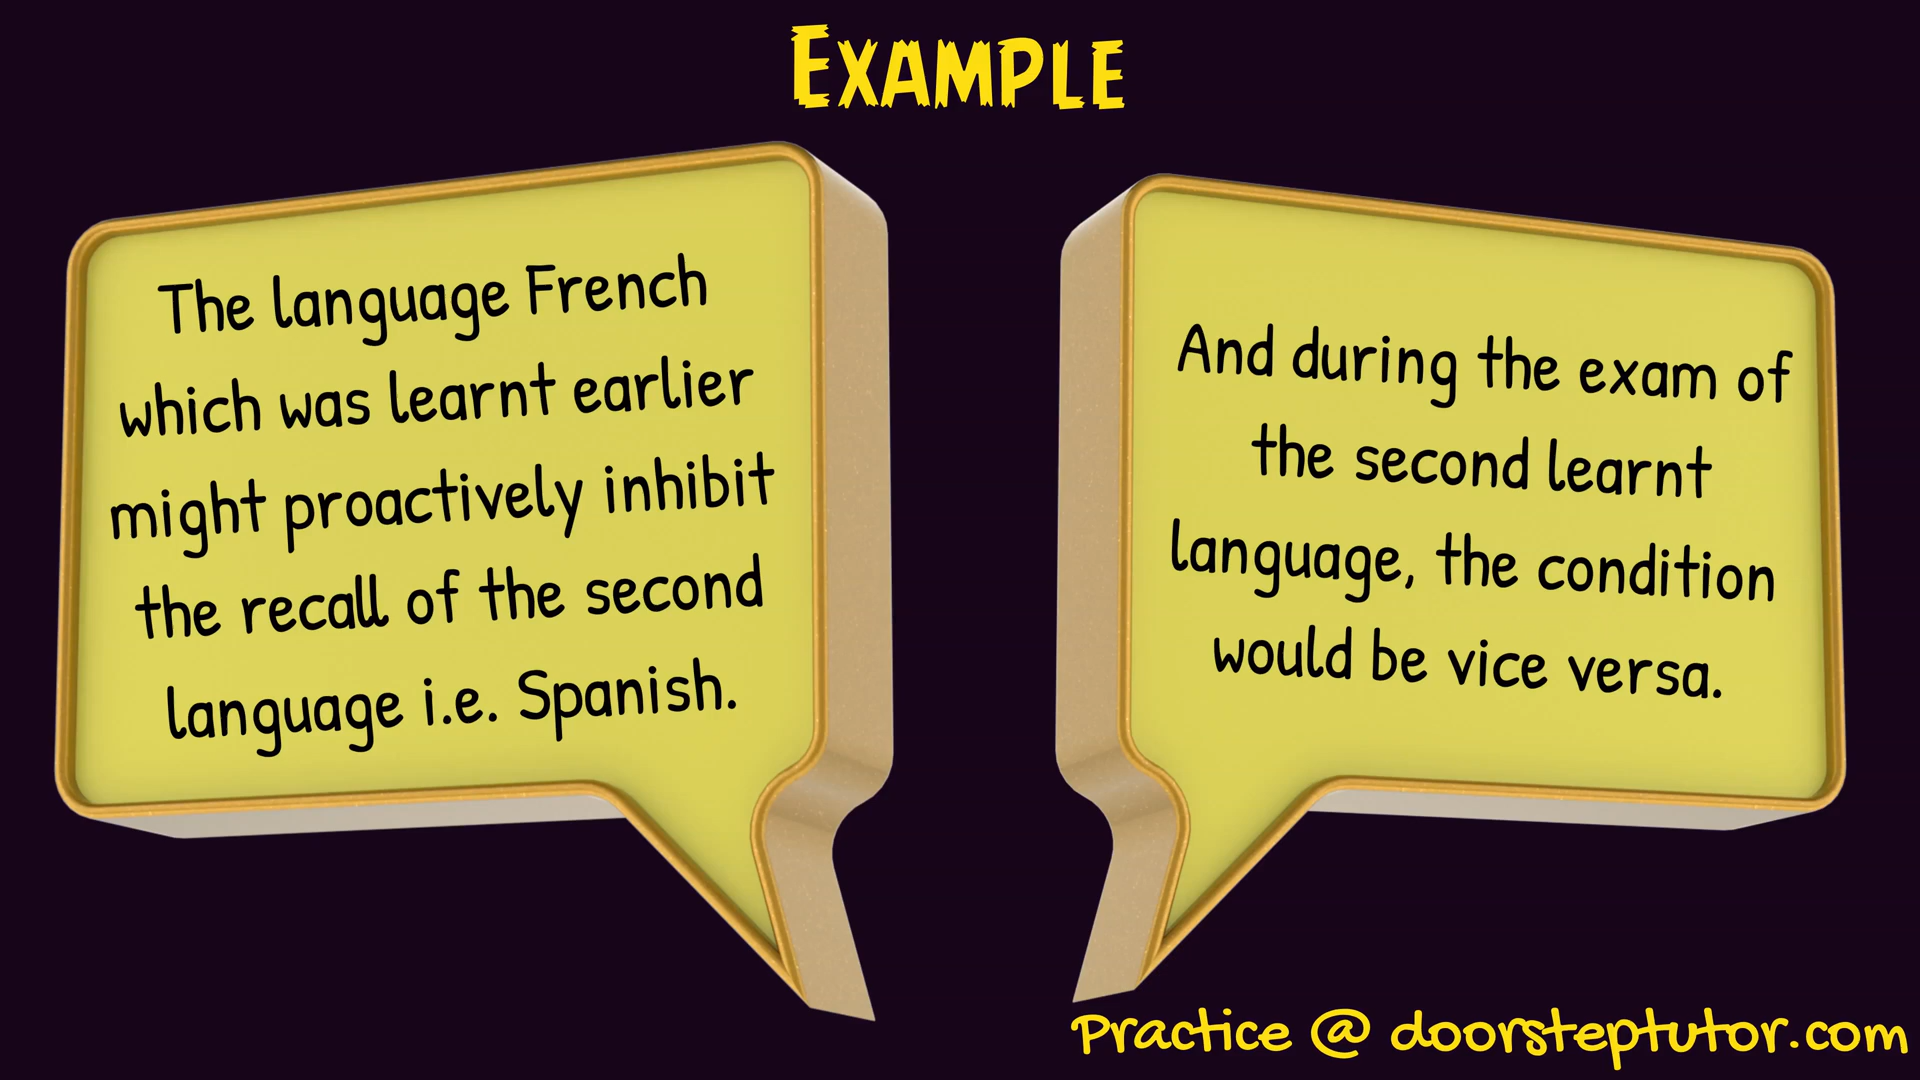 EXAMPLE
The language French
which was learnt earlier
might proactively inhibit
the recall of the second
language i.e. Spanish.
And during the exam of
the second learnt
language, the condition
would be vice versa.
Practice @ doorsteptutor.com